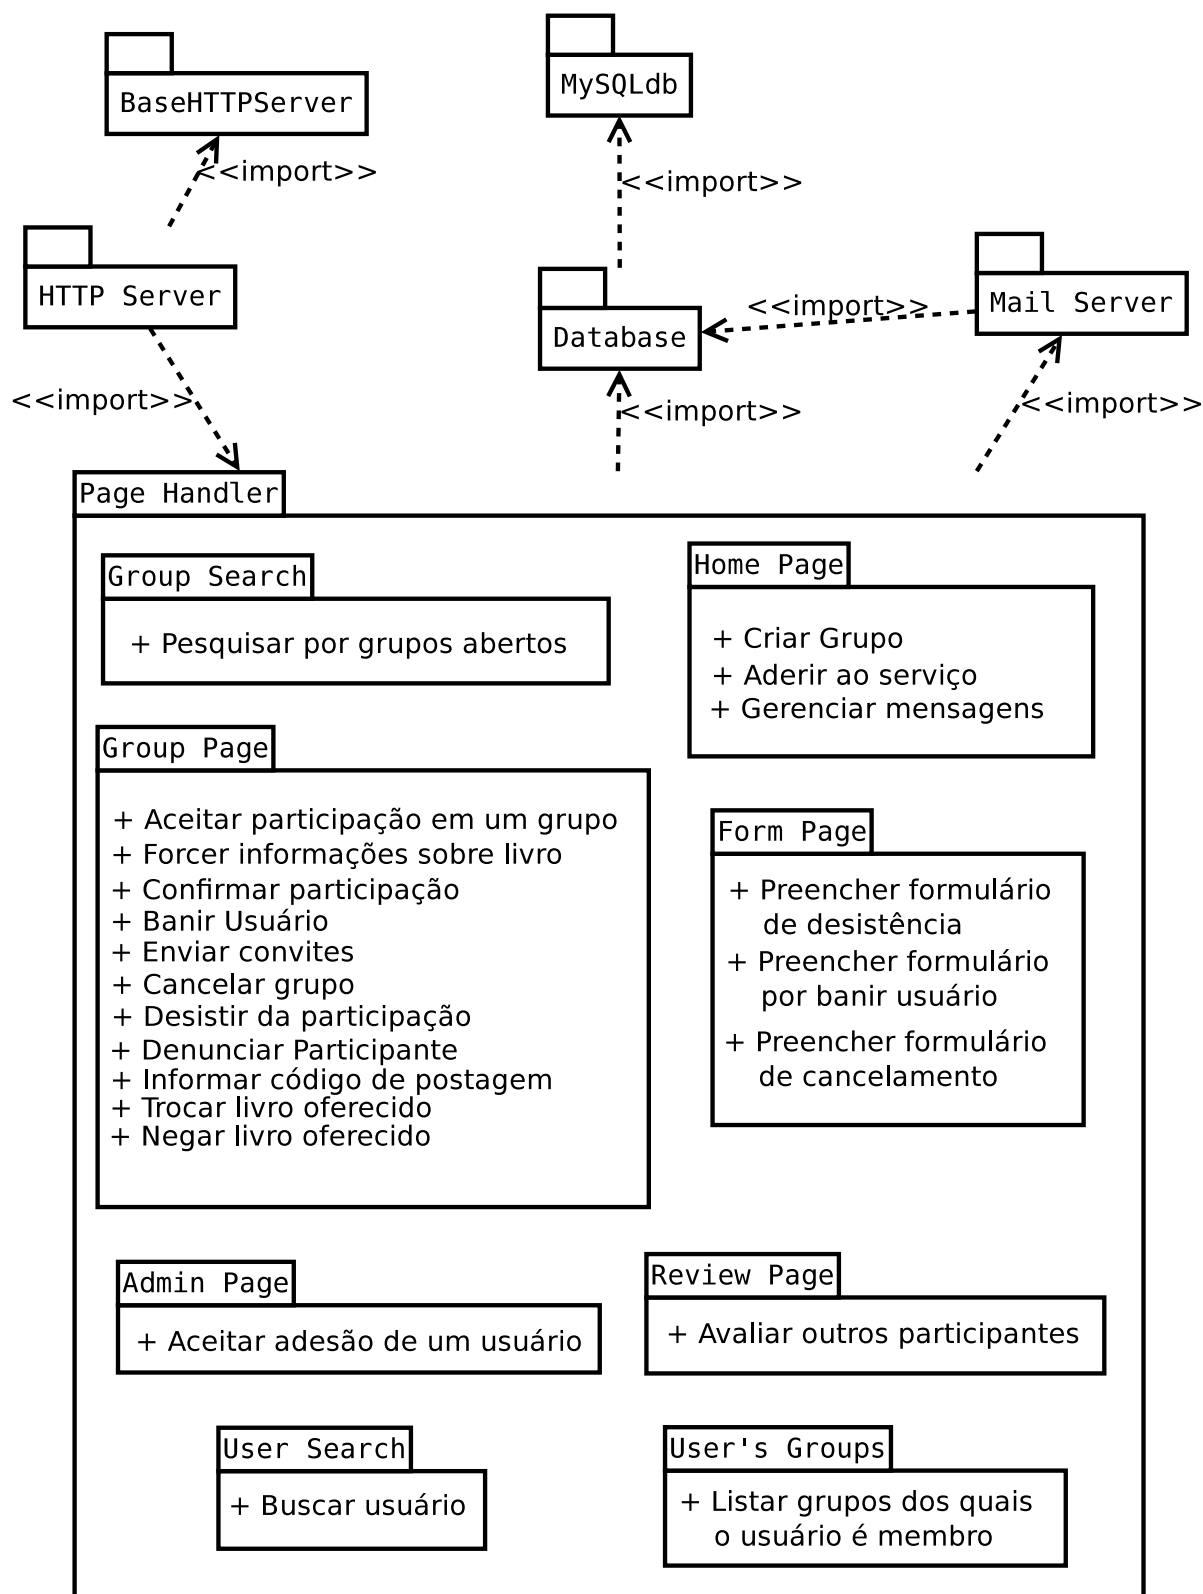 BaseHTTPServer
MySQLdb
<<import>>
<<import>>
HTTP Server
Database
<<import>>
Mail Server
<<import>>
<<import>>
<<import>>
Page Handler
Group Search
+ Pesquisar por grupos abertos
Home Page
+ Criar Grupo
+ Aderir ao serviço
+ Gerenciar mensagens
Group Page
+ Aceitar participação em um grupo
+ Forcer informações sobre livro
+ Confirmar participação
+ Banir Usuário
+ Enviar convites
+ Cancelar grupo
+ Desistir da participação
+ Denunciar Participante
+ Informar código de postagem
+ Trocar livro oferecido
+ Negar livro oferecido
Form Page
+ Preencher formulário
de desistência
+ Preencher formulário
por banir usuário
+ Preencher formulário
de cancelamento
Admin Page
+ Aceitar adesão de um usuário
Review Page
+ Avaliar outros participantes
User Search
+ Buscar usuário
User's Groups
+ Listar grupos dos quais
o usuário é membro